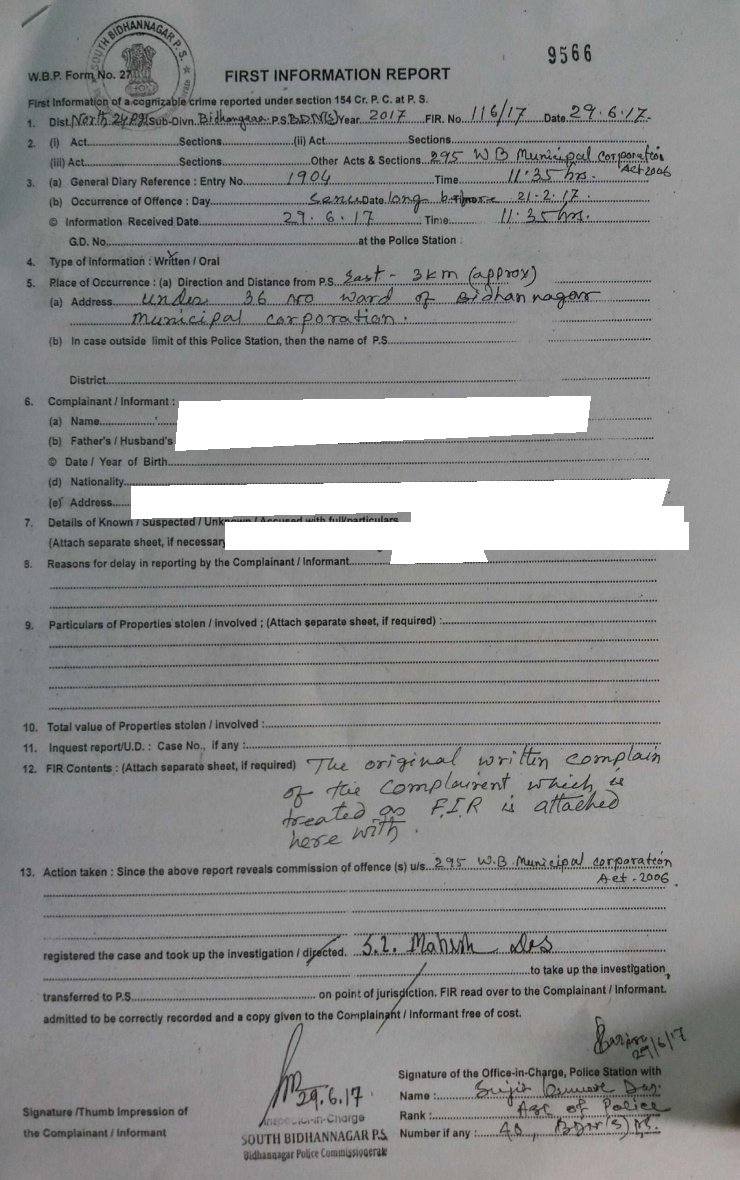 SOUTH BIDHANNAGAR P. S.
9566
W.B.P. Form No. 27
FIRST INFORMATION REPORT
First Information of a cognizable crime reported under section 154 Cr. P. C. at P. S.
1. Dist. North 24 Sub-Divn. Bidhannagar P.S. BDN(S) Year 2017 FIR. No. 116/17 Date 29.6.17.
2. (i) Act Sections (ii) Act Sections
(iii) Act Sections Other Acts & Sections 295 W B Municipal corporation Act 2006
3. (a) General Diary Reference : Entry No. 1904 Time 11:35 hrs.
(b) Occurrence of Offence : Day Date long before 21-2-17.
© Information Received Date 29.6.17 Time 11:35 hrs.
G.D. No. at the Police Station :
4. Type of Information : Written / Oral
5. Place of Occurrence : (a) Direction and Distance from P.S. East - 3 km (approx)
(a) Address under 36 no ward of Bidhannagar
Municipal corporation.
(b) In case outside limit of this Police Station, then the name of P.S.
District
6. Complainant / Informant :
(a) Name
(b) Father's / Husband's
© Date / Year of Birth
(d) Nationality
(e) Address
7. Details of Known / Suspected / Unknown / Accused with full/particulars
(Attach separate sheet, if necessary
8. Reasons for delay in reporting by the Complainant / Informant
9. Particulars of Properties stolen / involved ; (Attach separate sheet, if required) :
10. Total value of Properties stolen / involved :
11. Inquest report/U.D. : Case No., if any :
12. FIR Contents : (Attach separate sheet, if required) The original written complain
of the complainent which is
treated as F.I.R is attached
here with.
13. Action taken : Since the above report reveals commission of offence (s) u/s. 295 W.B. Municipal corporation
Act-2006.
registered the case and took up the investigation / directed. S.I. Mahesh Das
to take up the investigation,
transferred to P.S. on point of jurisdiction. FIR read over to the Complainant / Informant.
admitted to be correctly recorded and a copy given to the Complainant / Informant free of cost.
29/6/17
Signature of the Office-in-Charge, Police Station with
29.6.17
Name :
Inspector-in-Charge
Rank : of Police
Signature /Thumb Impression of
the Complainant / Informant
SOUTH BIDHANNAGAR P.S.
Number if any :
Bidhannagar Police Commissionerate